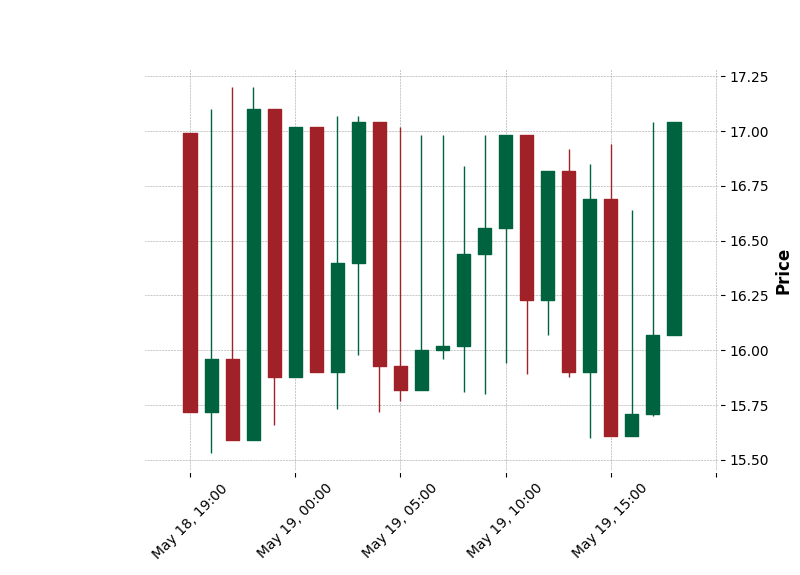 17.25
17.00
16.75
16.50
16.25
16.00
15.75
15.50
Price
May 18, 19:00
May 19, 00:00
May 19, 05:00
May 19, 10:00
May 19, 15:00